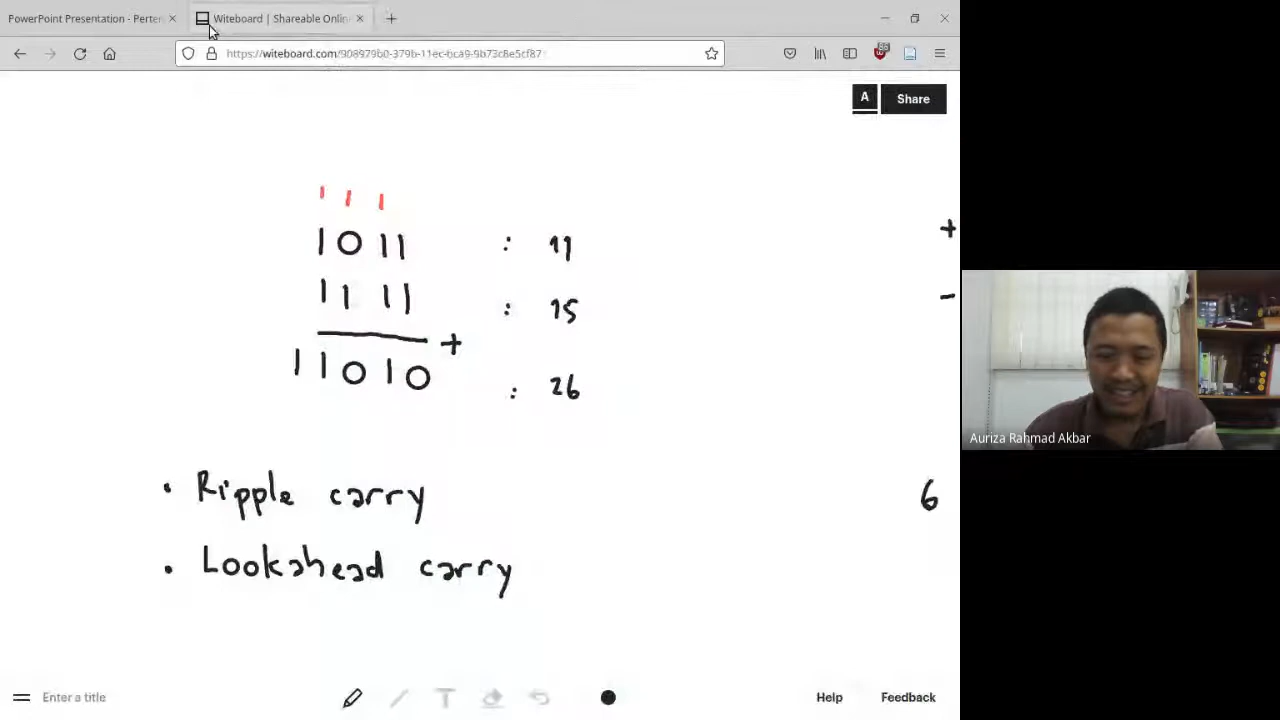 PowerPoint Presentation - Perter
Witeboard | Shareable Onlin
https://witeboard.com/908979b0-379b-11ec-bca9-9b73c8e5cf87
A Share
1 1 1
1011 : 11
+
1111 : 15
-
+
11010 : 26
• Ripple carry
6
• Lookahead carry
Auriza Rahmad Akbar
Enter a title
T
Help Feedback